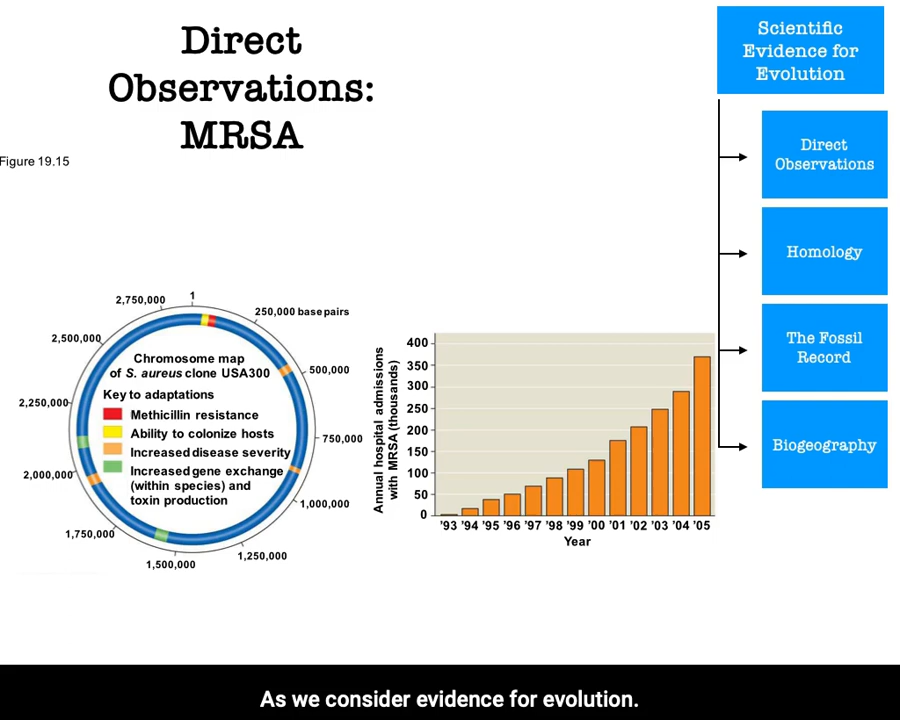 Direct
Observations:
MRSA
Figure 19.15
Scientific
Evidence for
Evolution
Direct
Observations
Homology
The Fossil
Record
Biogeography
1
250,000 base pairs
500,000
750,000
1,000,000
1,250,000
1,500,000
1,750,000
2,000,000
2,250,000
2,500,000
2,750,000
Chromosome map
of S. aureus clone USA300
Key to adaptations
Methicillin resistance
Ability to colonize hosts
Increased disease severity
Increased gene exchange
(within species) and
toxin production
Annual hospital admissions
with MRSA (thousands)
400
350
300
250
200
150
100
50
0
'93 '94 '95 '96 '97 '98 '99 '00 '01 '02 '03 '04 '05
Year
As we consider evidence for evolution.